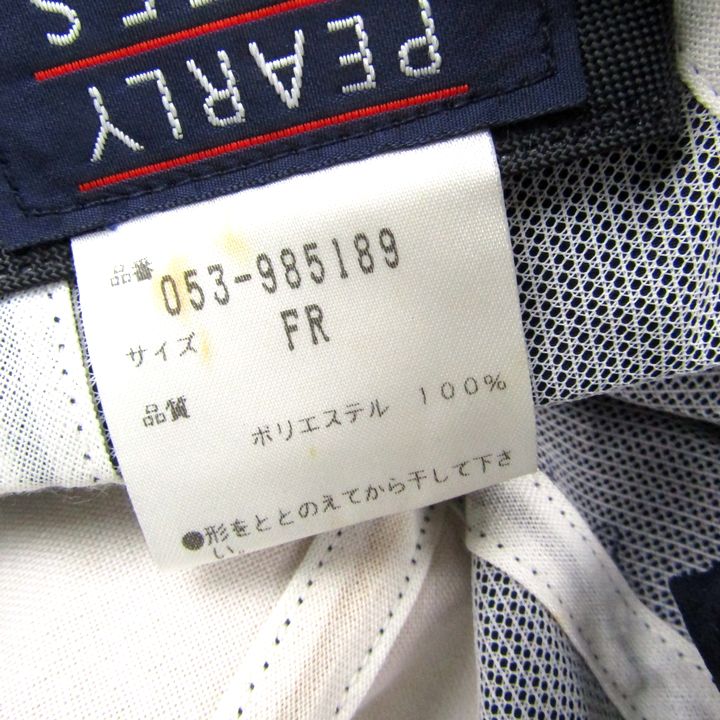 PEARLY
品番 053-985189
サイズ FR
品質
ポリエステル 100%
●形をととのえてから干して下さ
い。